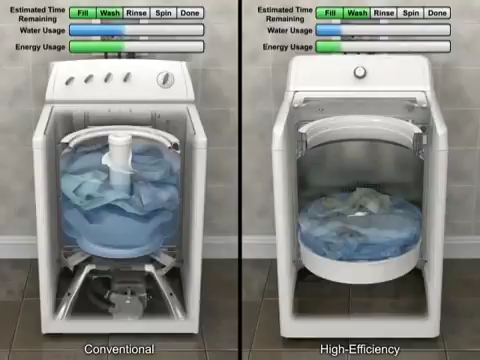 Estimated Time Remaining
Fill Wash Rinse Spin Done
Water Usage
Energy Usage
Conventional
Estimated Time Remaining
Fill Wash Rinse Spin Done
Water Usage
Energy Usage
High-Efficiency